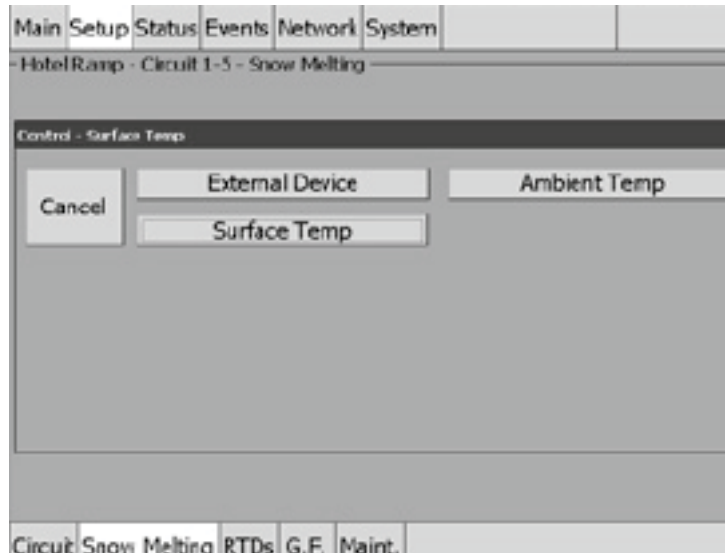 Main Setup Status Events Network System
Hotel Ramp - Circuit 1-5 - Snow Melting
Control - Surface Temp
Cancel
External Device
Ambient Temp
Surface Temp
Circuit Snow Melting RTDs G.F. Maint.